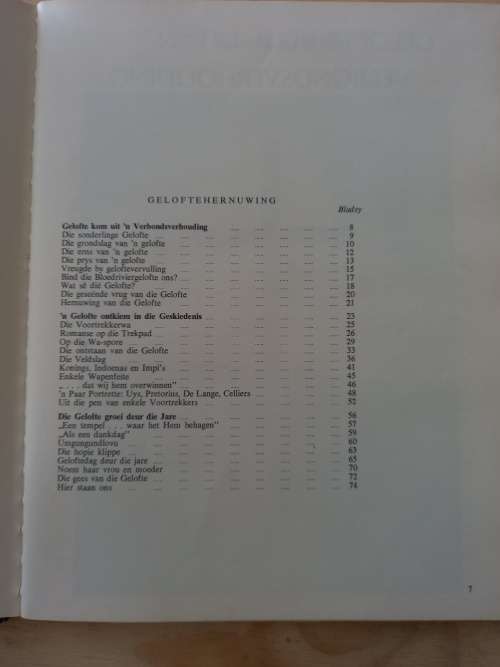 GELOFTEHERNUWING
Bladsy
Gelofte kom uit 'n Verbondsverhouding .... .... .... .... .... 8
Die sonderlinge Gelofte .... .... .... .... .... .... .... 9
Die grondslag van 'n gelofte .... .... .... .... .... .... 10
Die erns van 'n gelofte .... .... .... .... .... .... .... 12
Die prys van 'n gelofte .... .... .... .... .... .... .... 13
Vreugde by geloftevervulling .... .... .... .... .... .... 15
Bind die Bloedriviergelofte ons? .... .... .... .... .... .... 17
Wat sê dié Gelofte? .... .... .... .... .... .... .... 18
Die geseënde vrug van die Gelofte .... .... .... .... .... 20
Hernuwing van die Gelofte .... .... .... .... .... .... 21
'n Gelofte ontkiem in die Geskiedenis .... .... .... .... .... 23
Die Voortrekkerwa .... .... .... .... .... .... .... 25
Romanse op die Trekpad .... .... .... .... .... .... 26
Op die Wa-spore .... .... .... .... .... .... .... 29
Die ontstaan van die Gelofte .... .... .... .... .... .... 33
Die Veldslag .... .... .... .... .... .... .... .... 36
Konings, Indoenas en Impi's .... .... .... .... .... .... 41
Enkele Wapenfeite .... .... .... .... .... .... .... 45
„. . . dat wij hem overwinnen” .... .... .... .... .... .... 46
'n Paar Portrette: Uys, Pretorius, De Lange, Celliers .... .... .... 48
Uit die pen van enkele Voortrekkers .... .... .... .... .... 52
Die Gelofte groei deur die Jare .... .... .... .... .... .... 56
„Een tempel . . . waar het Hem behagen” .... .... .... .... 57
„Als een dankdag” .... .... .... .... .... .... .... 59
Umgungundlovu .... .... .... .... .... .... .... 60
Die hopie klippe .... .... .... .... .... .... .... 63
Geloftedag deur die jare .... .... .... .... .... .... 65
Noem haar vrou en moeder .... .... .... .... .... .... 70
Die gees van die Gelofte .... .... .... .... .... .... 72
Hier staan ons .... .... .... .... .... .... .... 74
7